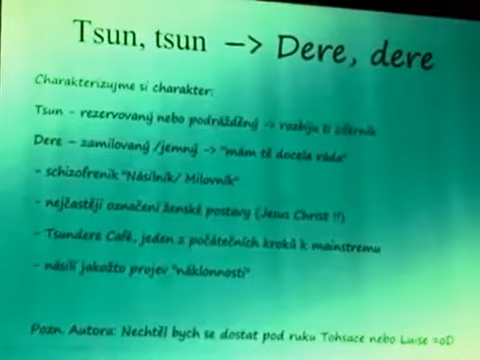 Tsun, tsun –> Dere, dere
Charakterizujme si charakter:
Tsun – rezervovaný nebo podrážděný –> rozbiju ti
Dere – zamilovaný /jemný –> "mám tě docela ráda"
- schizofrenik "Násilník/ Milovník"
- nejčastěji označení ženské postavy (Jesus Christ !!)
- Tsundere Café, jeden z počátečních kroků k mainstremu
- násilí jakožto projev "náklonnosti"
Pozn. Autora: Nechtěl bych se dostat pod ruku Tohsace nebo Luise =oD